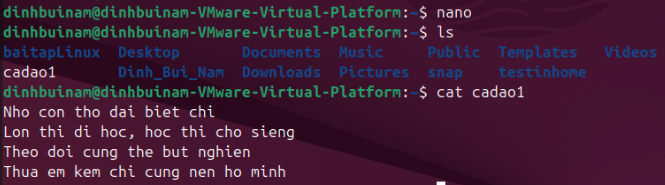 dinhbuinam@dinhbuinam-VMware-Virtual-Platform:~$ nano
dinhbuinam@dinhbuinam-VMware-Virtual-Platform:~$ ls
baitapLinux  Desktop        Documents  Music     Public  Templates   Videos
cadao1       Dinh_Bui_Nam  Downloads  Pictures  snap    testinhome
dinhbuinam@dinhbuinam-VMware-Virtual-Platform:~$ cat cadao1
Nho con tho dai biet chi
Lon thi di hoc, hoc thi cho sieng
Theo doi cung the but nghien
Thua em kem chi cung nen ho minh